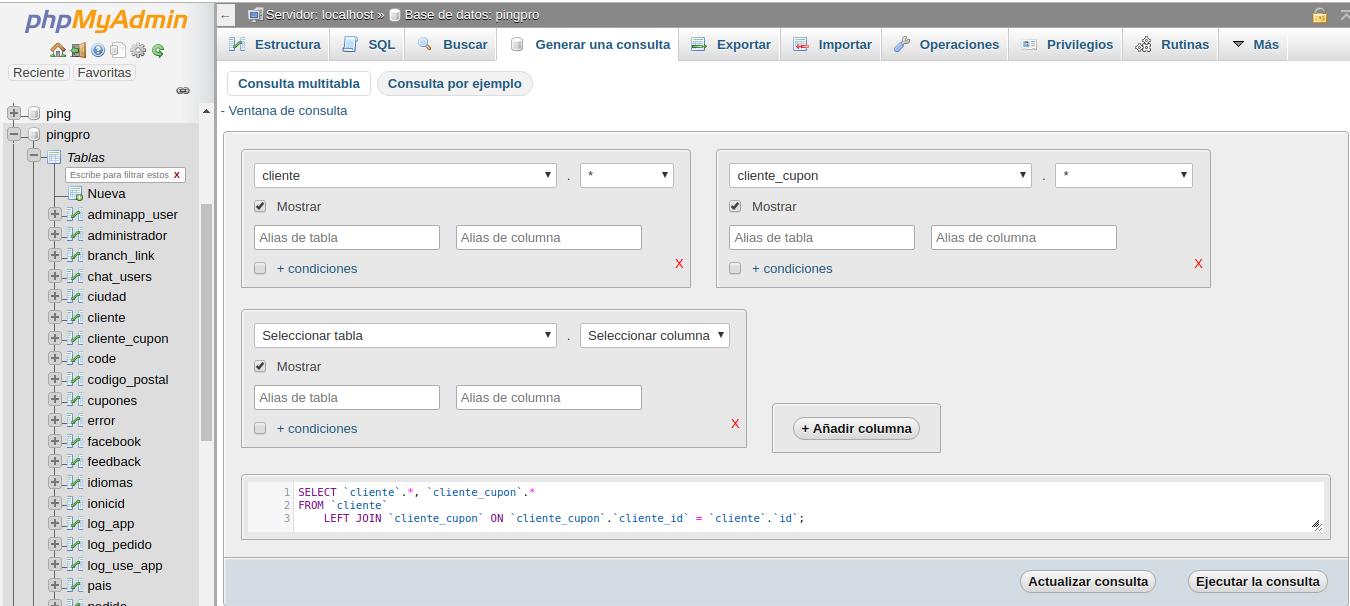 phpMyAdmin
Reciente Favoritas
ping
pingpro
Tablas
Escribe para filtrar estos X
Nueva
adminapp_user
administrador
branch_link
chat_users
ciudad
cliente
cliente_cupon
code
codigo_postal
cupones
error
facebook
feedback
idiomas
ionicid
log_app
log_pedido
log_use_app
pais
pedido
← Servidor: localhost » Base de datos: pingpro
Estructura SQL Buscar Generar una consulta Exportar Importar Operaciones Privilegios Rutinas Más
Consulta multitabla Consulta por ejemplo
- Ventana de consulta
cliente . *
Mostrar
Alias de tabla Alias de columna
+ condiciones
X
cliente_cupon . *
Mostrar
Alias de tabla Alias de columna
+ condiciones
X
Seleccionar tabla . Seleccionar columna
Mostrar
Alias de tabla Alias de columna
+ condiciones
X
+ Añadir columna
1 SELECT `cliente`.*, `cliente_cupon`.*
2 FROM `cliente`
3 LEFT JOIN `cliente_cupon` ON `cliente_cupon`.`cliente_id` = `cliente`.`id`;
Actualizar consulta Ejecutar la consulta